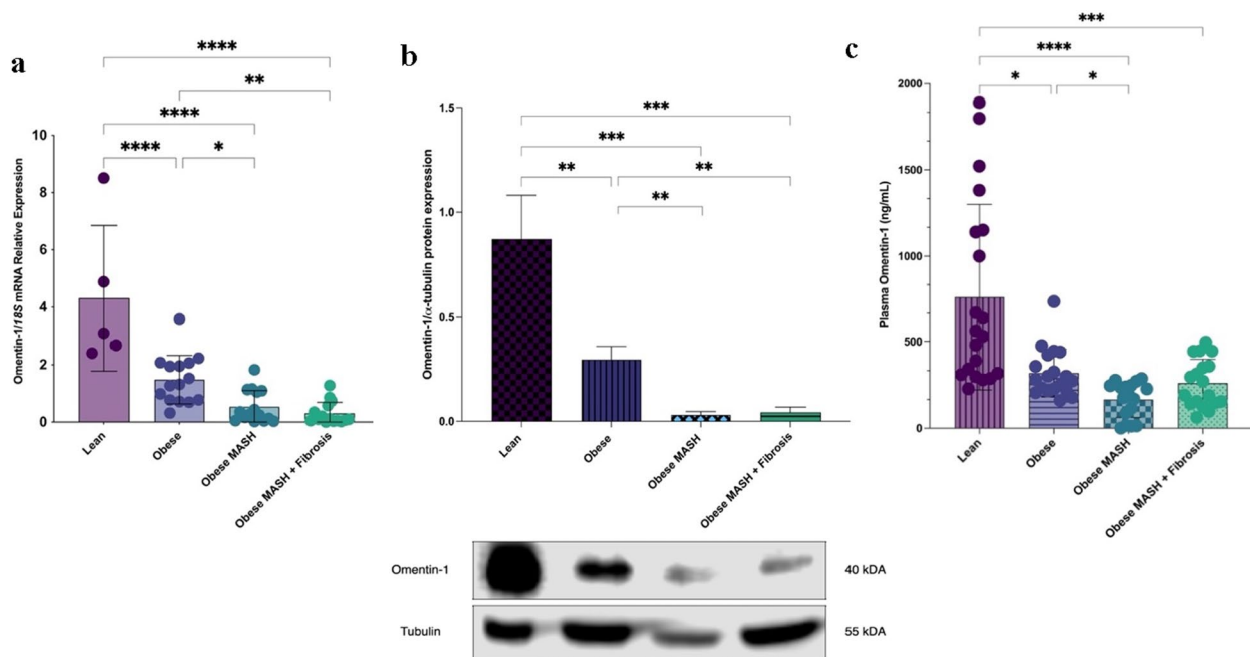 a
****
**
****
****
*
Omentin-1/18S mRNA Relative Expression
10
8
6
4
2
0
Lean
Obese
Obese MASH
Obese MASH + Fibrosis
b
***
***
**
**
**
Omentin-1/α-tubulin protein expression
1.5
1.0
0.5
0.0
Lean
Obese
Obese MASH
Obese MASH + Fibrosis
Omentin-1
40 kDA
Tubulin
55 kDA
c
***
****
*
*
Plasma Omentin-1 (ng/mL)
2000
1500
1000
500
0
Lean
Obese
Obese MASH
Obese MASH + Fibrosis